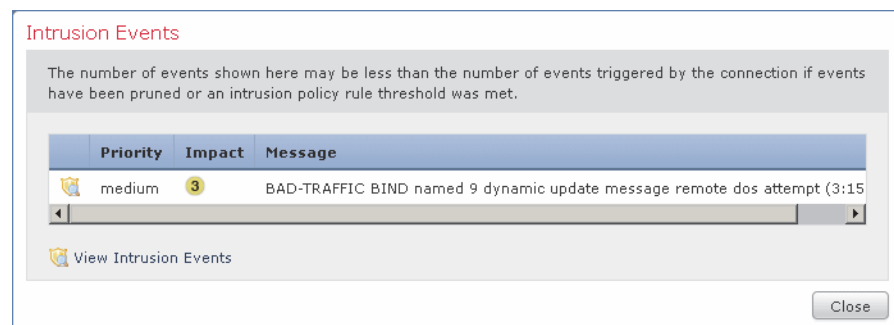 Intrusion Events
The number of events shown here may be less than the number of events triggered by the connection if events
have been pruned or an intrusion policy rule threshold was met.
Priority Impact Message
medium 3 BAD-TRAFFIC BIND named 9 dynamic update message remote dos attempt (3:15
View Intrusion Events
Close